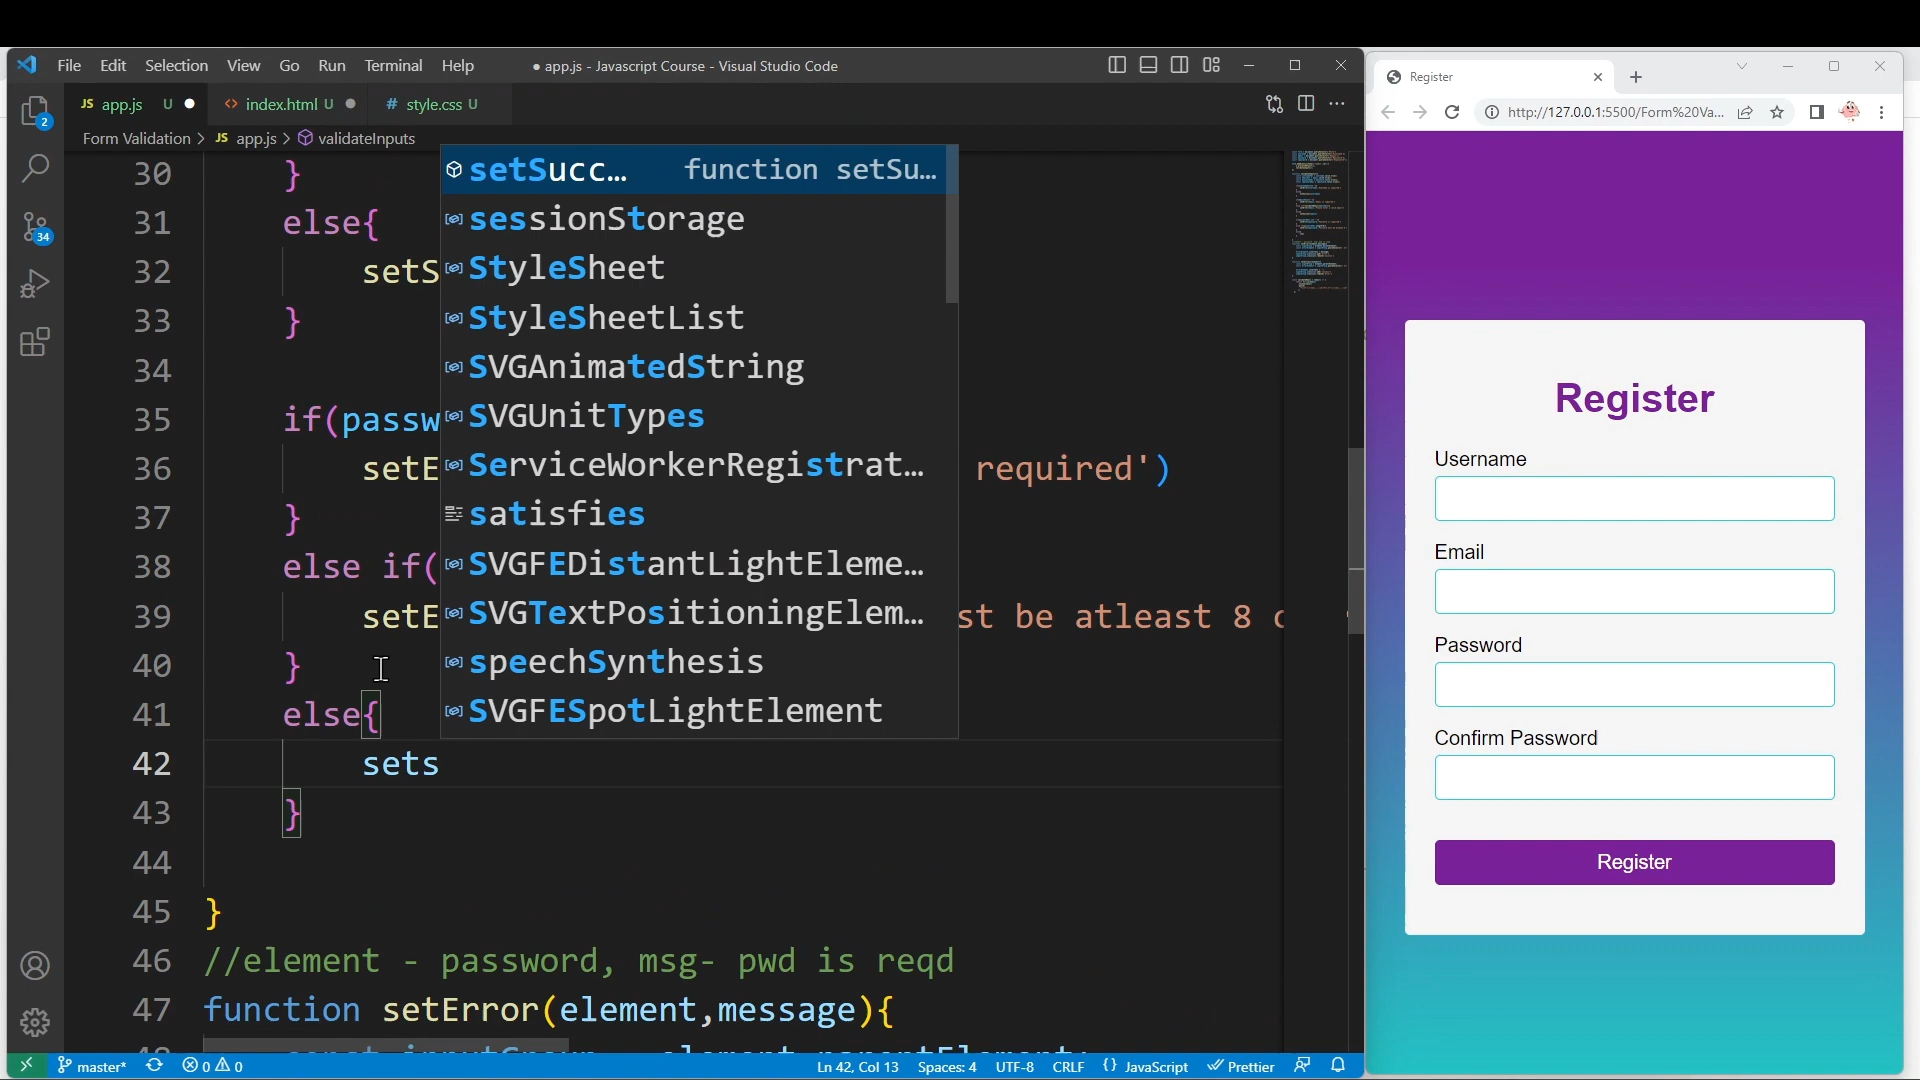 File Edit Selection View Go Run Terminal Help
● app.js - Javascript Course - Visual Studio Code
JS app.js U ●
<> index.html U ●
# style.css U
Form Validation > JS app.js > validateInputs
2
34
30 }
31 else{
32 setS
33 }
34
35 if(passw
36 setE required')
37 }
38 else if(
39 setE st be atleast 8 c
40 }
41 else{
42 sets
43 }
44
45 }
46 //element - password, msg- pwd is reqd
47 function setError(element,message){
setSucc... function setSu...
sessionStorage
StyleSheet
StyleSheetList
SVGAnimatedString
SVGUnitTypes
ServiceWorkerRegistrat...
satisfies
SVGFEDistantLightEleme...
SVGTextPositioningElem...
speechSynthesis
SVGFESpotLightElement
master* 0 0 Ln 42, Col 13 Spaces: 4 UTF-8 CRLF {} JavaScript Prettier
Register
http://127.0.0.1:5500/Form%20Va...
Register
Username
Email
Password
Confirm Password
Register